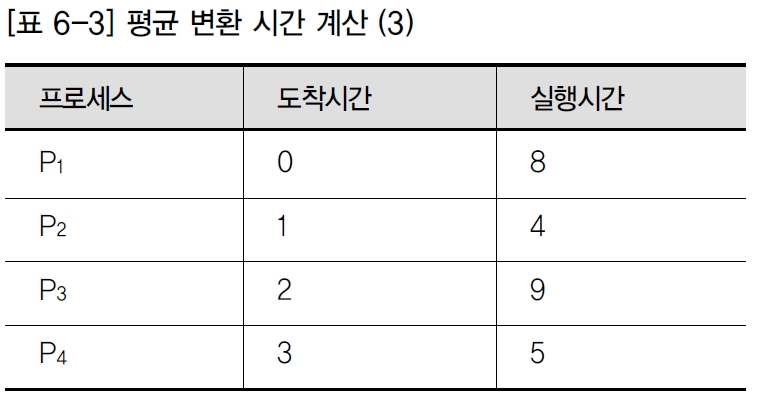 [표 6-3] 평균 변환 시간 계산 (3)
프로세스 도착시간 실행시간
P1 0 8
P2 1 4
P3 2 9
P4 3 5